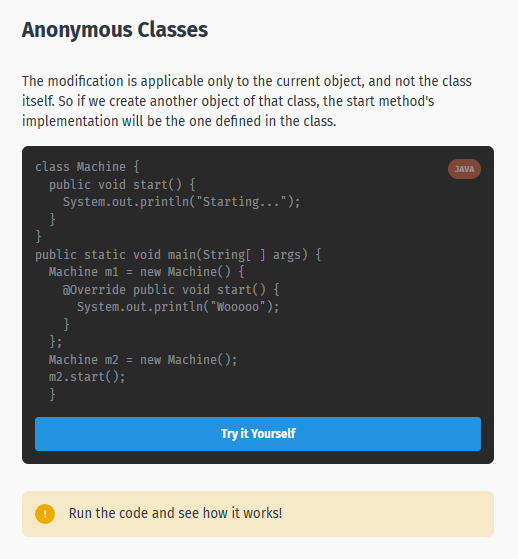 Anonymous Classes
The modification is applicable only to the current object, and not the class
itself. So if we create another object of that class, the start method's
implementation will be the one defined in the class.
JAVA
class Machine {
  public void start() {
    System.out.println("Starting...");
  }
}
public static void main(String[ ] args) {
  Machine m1 = new Machine() {
    @Override public void start() {
      System.out.println("Wooooo");
    }
  };
  Machine m2 = new Machine();
  m2.start();
  }
Try it Yourself
!
Run the code and see how it works!